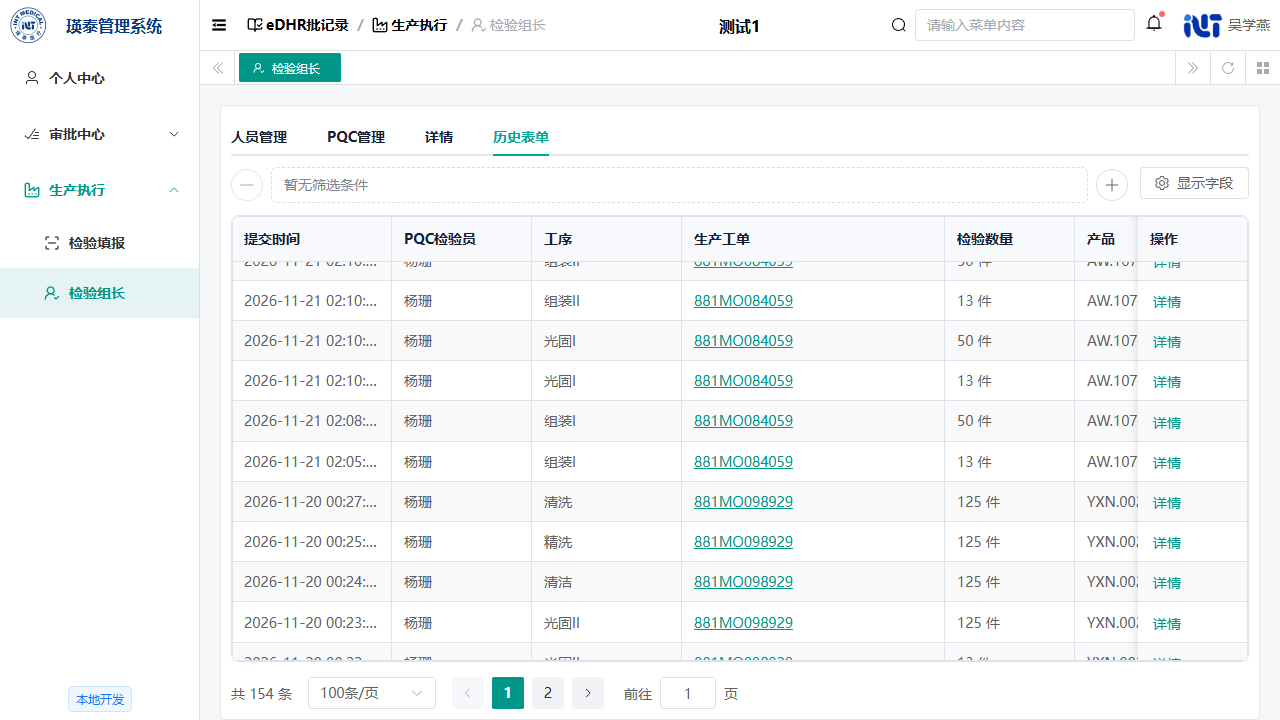 瑛泰管理系统
eDHR批记录 / 生产执行 / 检验组长
测试1
请输入菜单内容
吴学燕
个人中心
审批中心
生产执行
检验填报
检验组长
本地开发
检验组长
人员管理 PQC管理 详情 历史表单
暂无筛选条件
显示字段
提交时间 PQC检验员 工序 生产工单 检验数量 产品 操作
2026-11-21 02:10:... 杨珊 组装II 881MO084059 13 件 AW.107 详情
2026-11-21 02:10:... 杨珊 光固I 881MO084059 50 件 AW.107 详情
2026-11-21 02:10:... 杨珊 光固I 881MO084059 13 件 AW.107 详情
2026-11-21 02:08:... 杨珊 组装I 881MO084059 50 件 AW.107 详情
2026-11-21 02:05:... 杨珊 组装I 881MO084059 13 件 AW.107 详情
2026-11-20 00:27:... 杨珊 清洗 881MO098929 125 件 YXN.002 详情
2026-11-20 00:25:... 杨珊 精洗 881MO098929 125 件 YXN.002 详情
2026-11-20 00:24:... 杨珊 清洁 881MO098929 125 件 YXN.002 详情
2026-11-20 00:23:... 杨珊 光固II 881MO098929 125 件 YXN.002 详情
共 154 条 100条/页 1 2 前往 1 页